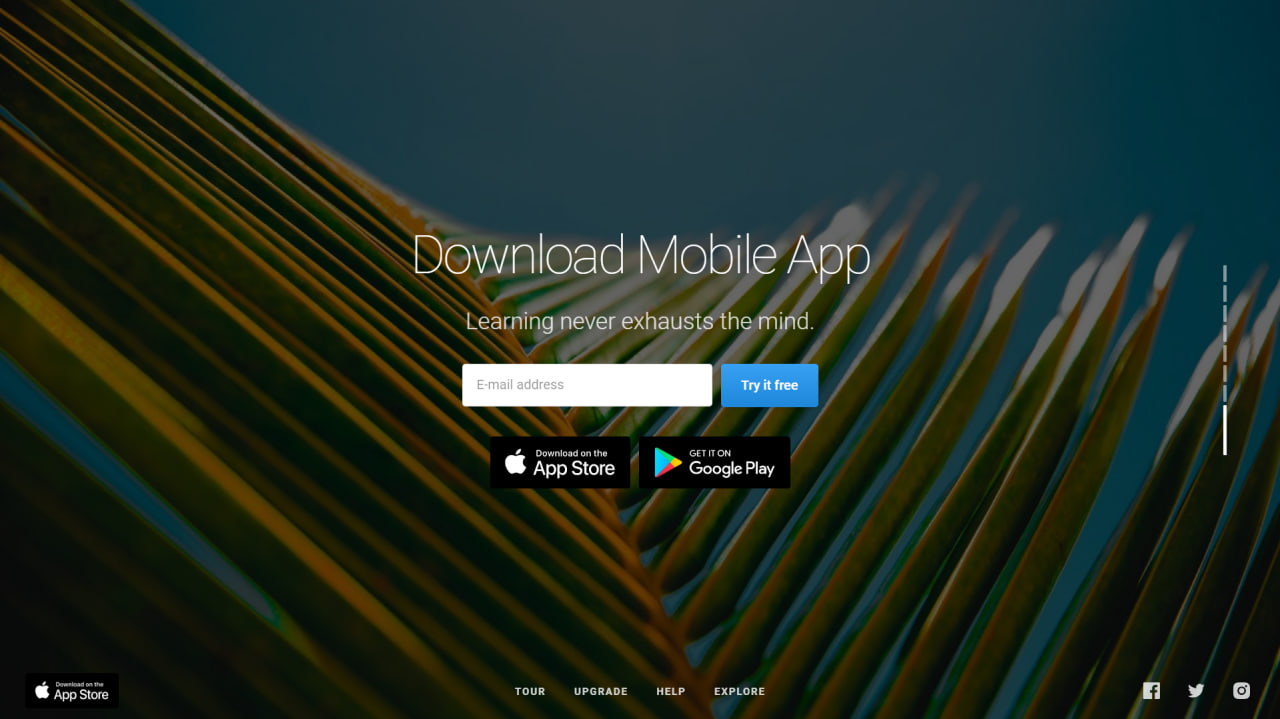 Download Mobile App
Learning never exhausts the mind.
E-mail address
Try it free
Download on the
App Store
GET IT ON
Google Play
Download on the
App Store
TOUR UPGRADE HELP EXPLORE